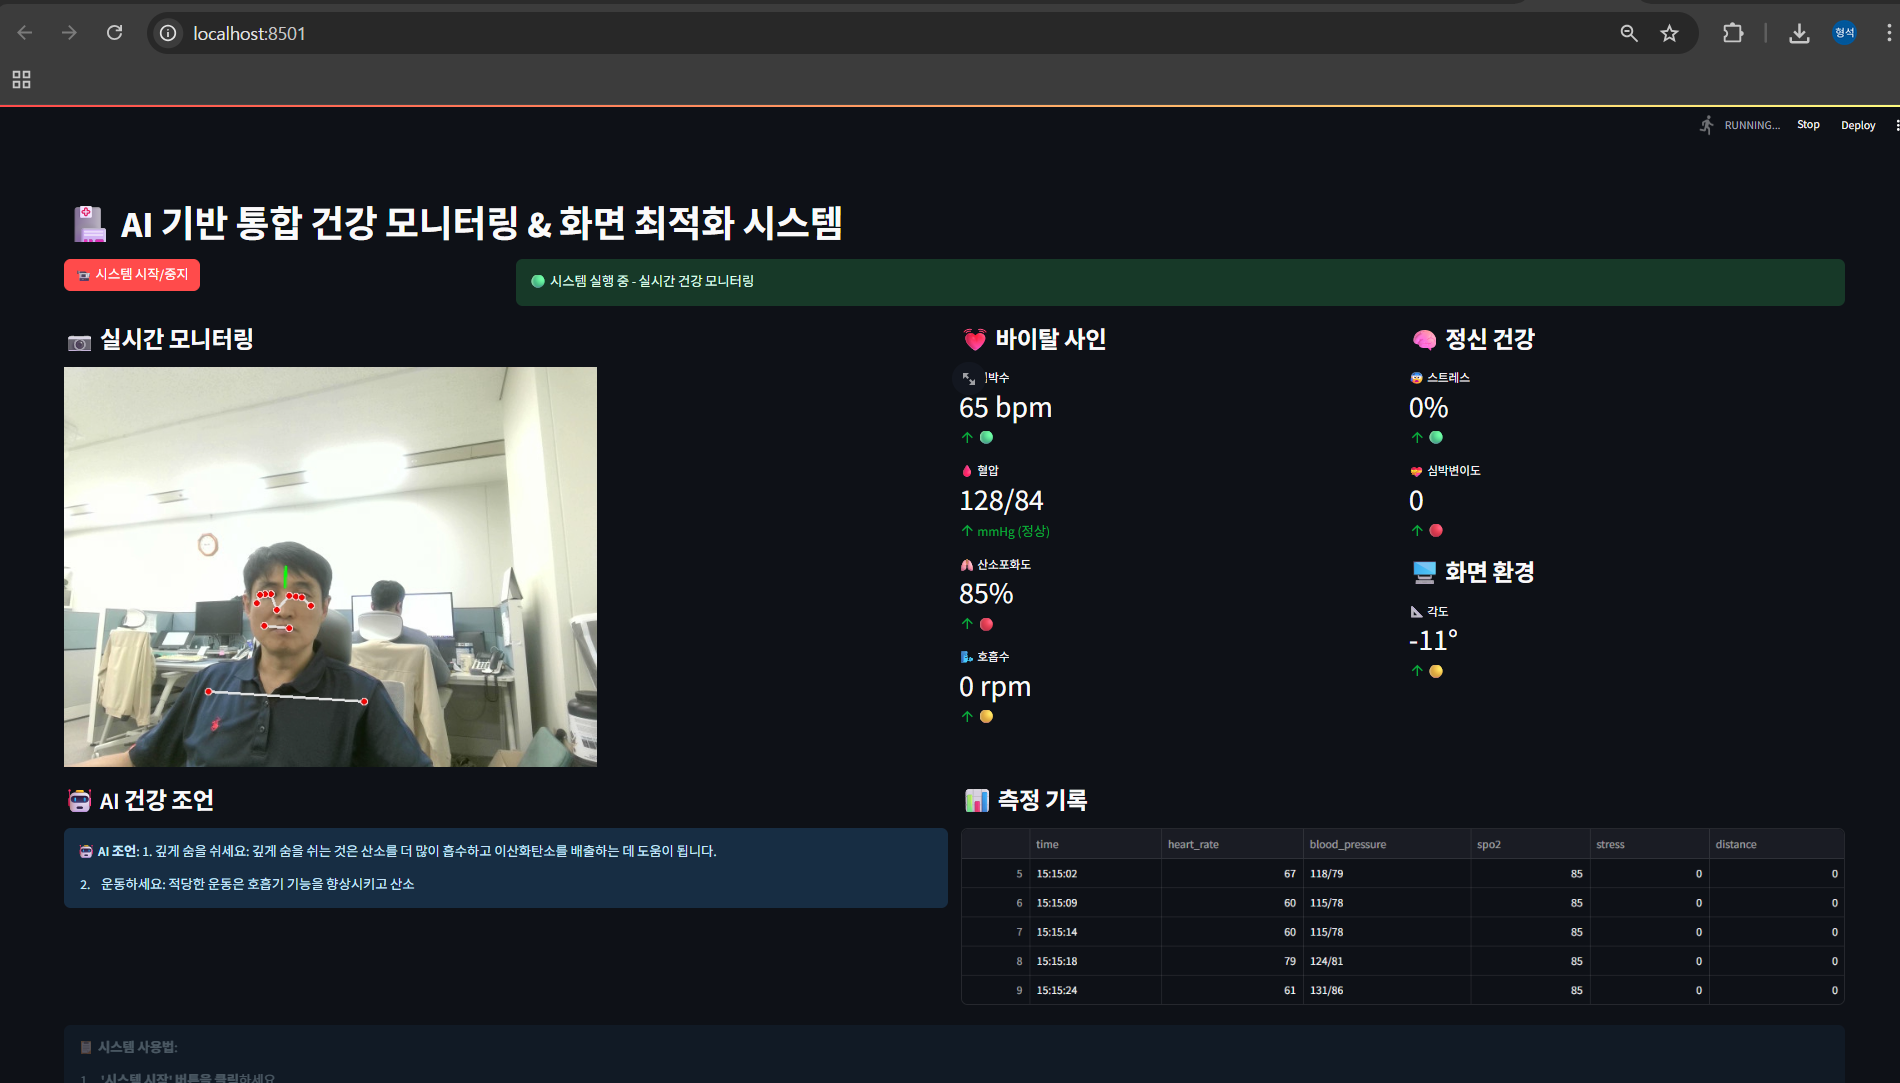 localhost:8501
형석
RUNNING...
Stop
Deploy
AI 기반 통합 건강 모니터링 & 화면 최적화 시스템
시스템 시작/중지
시스템 실행 중 - 실시간 건강 모니터링
실시간 모니터링
바이탈 사인
박수
65 bpm
혈압
128/84
mmHg (정상)
산소포화도
85%
호흡수
0 rpm
정신 건강
스트레스
0%
심박변이도
0
화면 환경
각도
-11°
AI 건강 조언
AI 조언: 1. 깊게 숨을 쉬세요: 깊게 숨을 쉬는 것은 산소를 더 많이 흡수하고 이산화탄소를 배출하는 데 도움이 됩니다.
2. 운동하세요: 적당한 운동은 호흡기 기능을 향상시키고 산소
측정 기록
time heart_rate blood_pressure spo2 stress distance
5 15:15:02 67 118/79 85 0 0
6 15:15:09 60 115/78 85 0 0
7 15:15:14 60 115/78 85 0 0
8 15:15:18 79 124/81 85 0 0
9 15:15:24 61 131/86 85 0 0
시스템 사용법:
1. '시스템 시작' 버튼을 클릭하세요